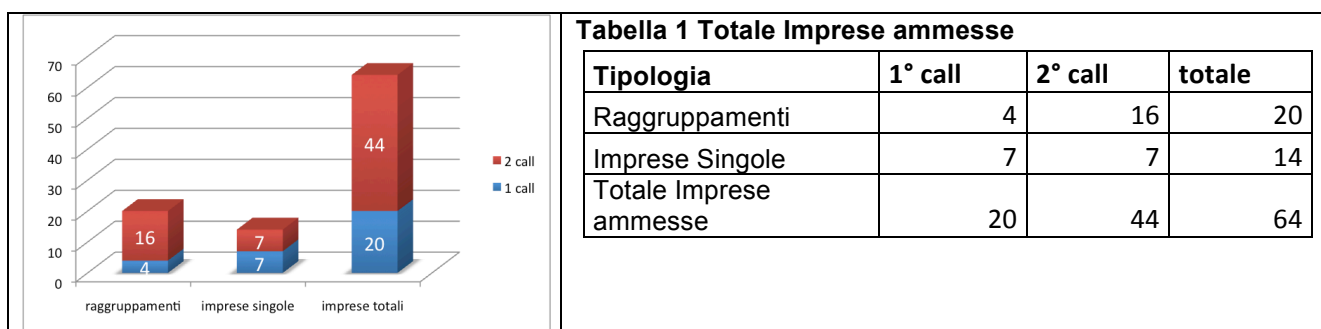 70
60
50
40
30
20
10
0
16
4
7
7
44
20
raggruppamenti imprese singole imprese totali
2 call
1 call
Tabella 1 Totale Imprese ammesse
Tipologia 1° call 2° call totale
Raggruppamenti 4 16 20
Imprese Singole 7 7 14
Totale Imprese
ammesse 20 44 64